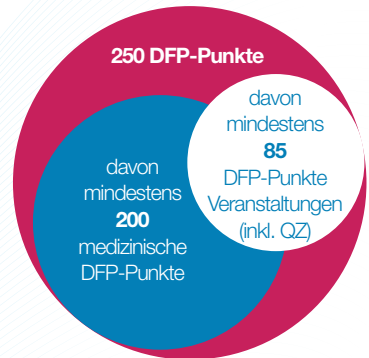 250 DFP-Punkte
davon
mindestens
200
medizinische
DFP-Punkte
davon
mindestens
85
DFP-Punkte
Veranstaltungen
(inkl. QZ)